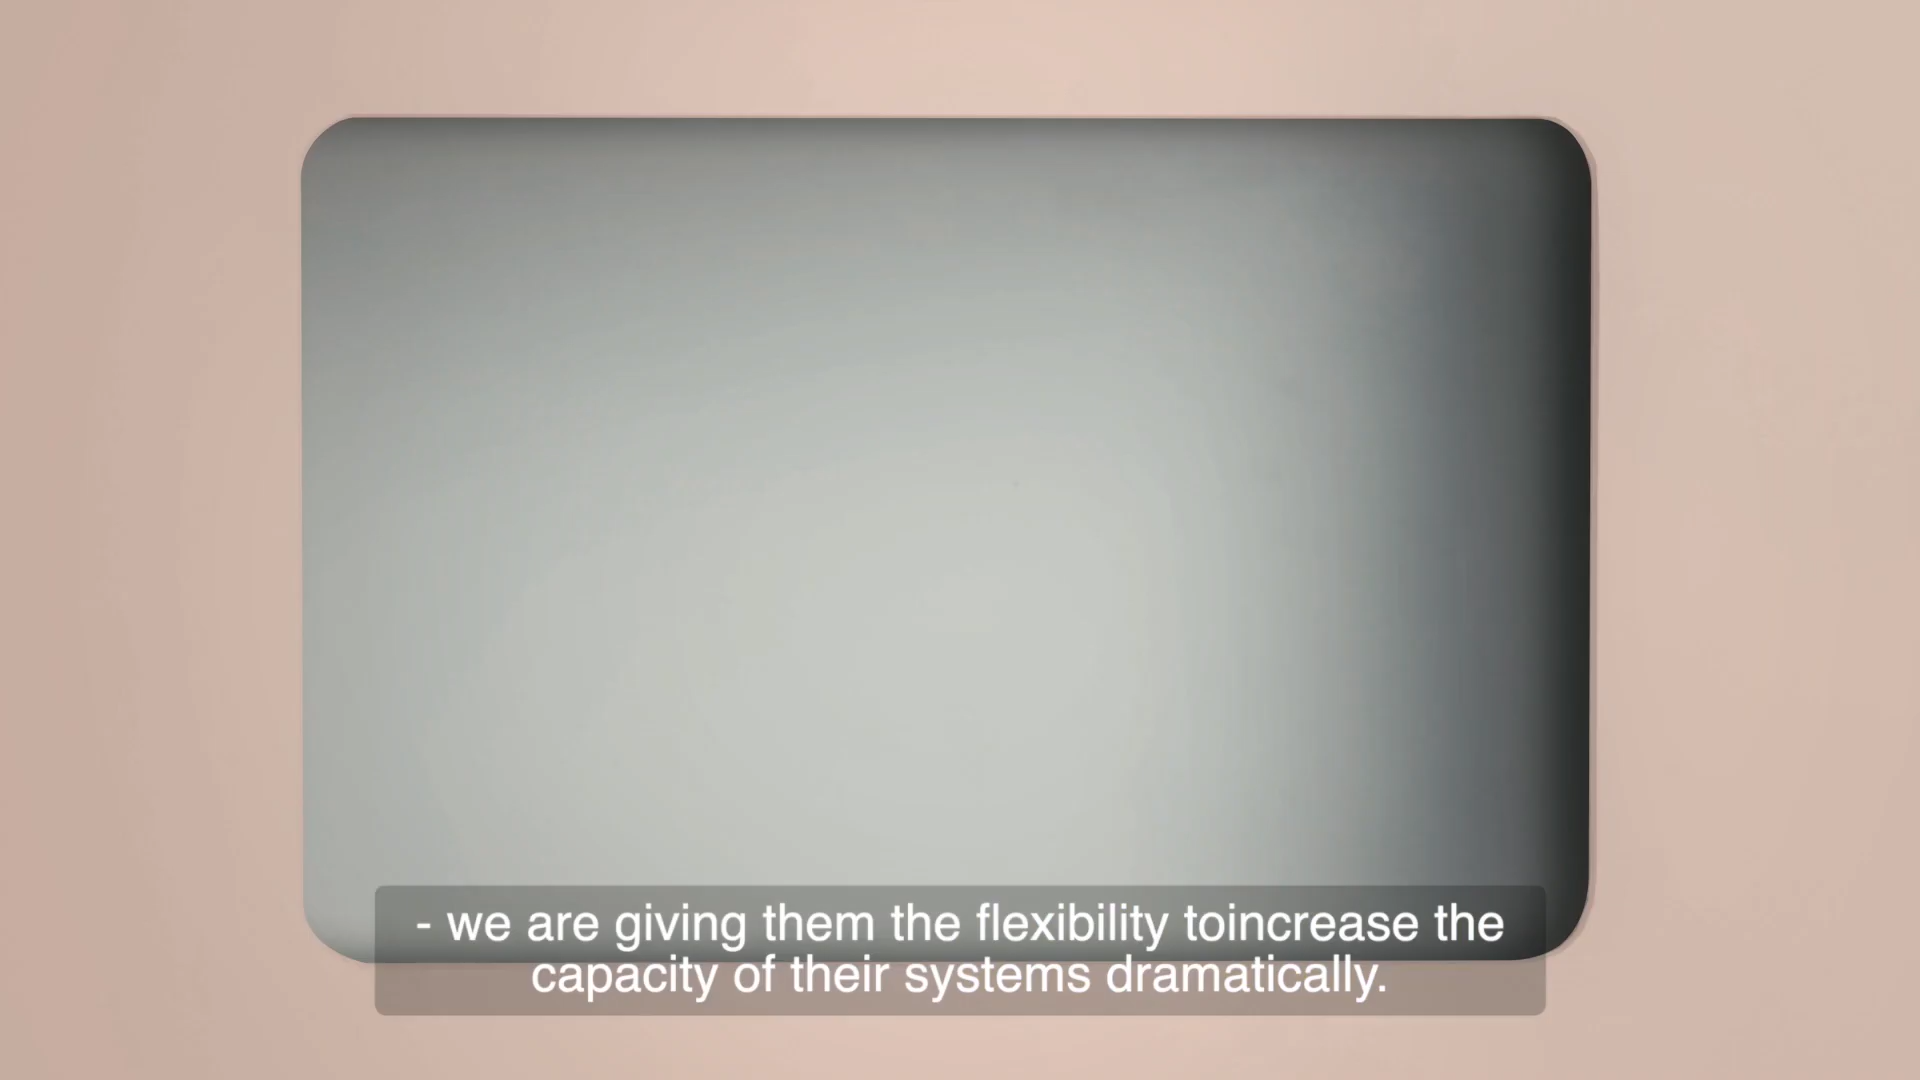 - we are giving them the flexibility toincrease the
capacity of their systems dramatically.